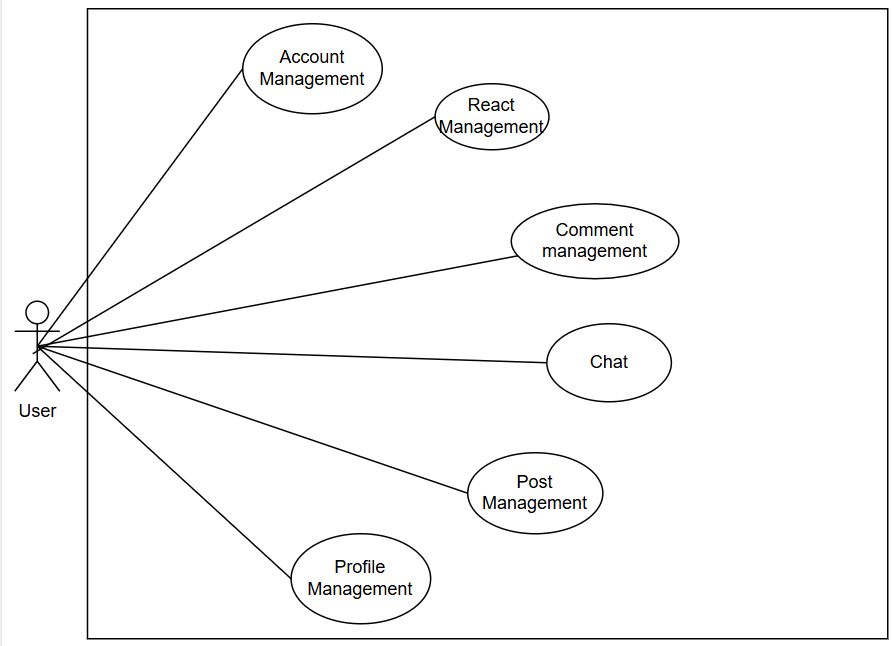 Account
Management
React
Management
Comment
management
Chat
User
Post
Management
Profile
Management